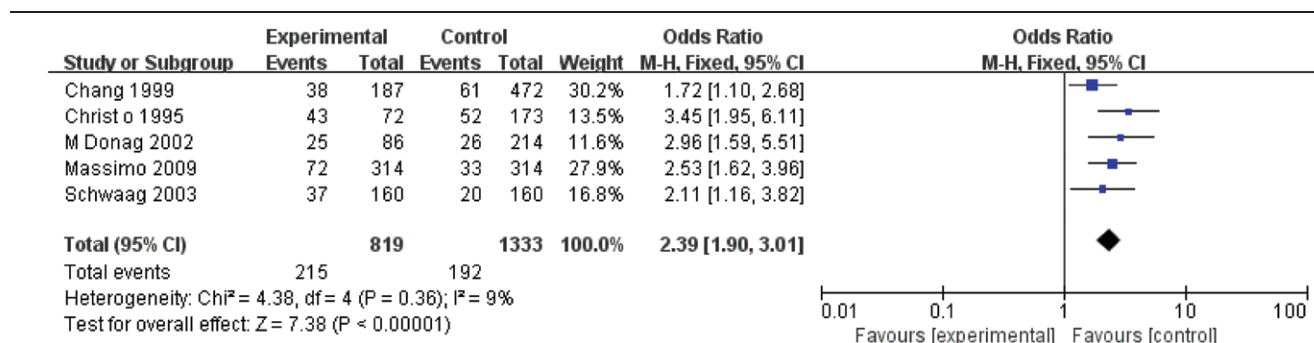 Experimental Control Odds Ratio Odds Ratio
Study or Subgroup Events Total Events Total Weight M-H, Fixed, 95% CI M-H, Fixed, 95% CI
Chang 1999 38 187 61 472 30.2% 1.72 [1.10, 2.68]
Christ o 1995 43 72 52 173 13.5% 3.45 [1.95, 6.11]
M Donag 2002 25 86 26 214 11.6% 2.96 [1.59, 5.51]
Massimo 2009 72 314 33 314 27.9% 2.53 [1.62, 3.96]
Schwaag 2003 37 160 20 160 16.8% 2.11 [1.16, 3.82]
Total (95% CI) 819 1333 100.0% 2.39 [1.90, 3.01]
Total events 215 192
Heterogeneity: Chi² = 4.38, df = 4 (P = 0.36); I² = 9%
Test for overall effect: Z = 7.38 (P < 0.00001)
0.01 0.1 1 10 100
Favours [experimental] Favours [control]